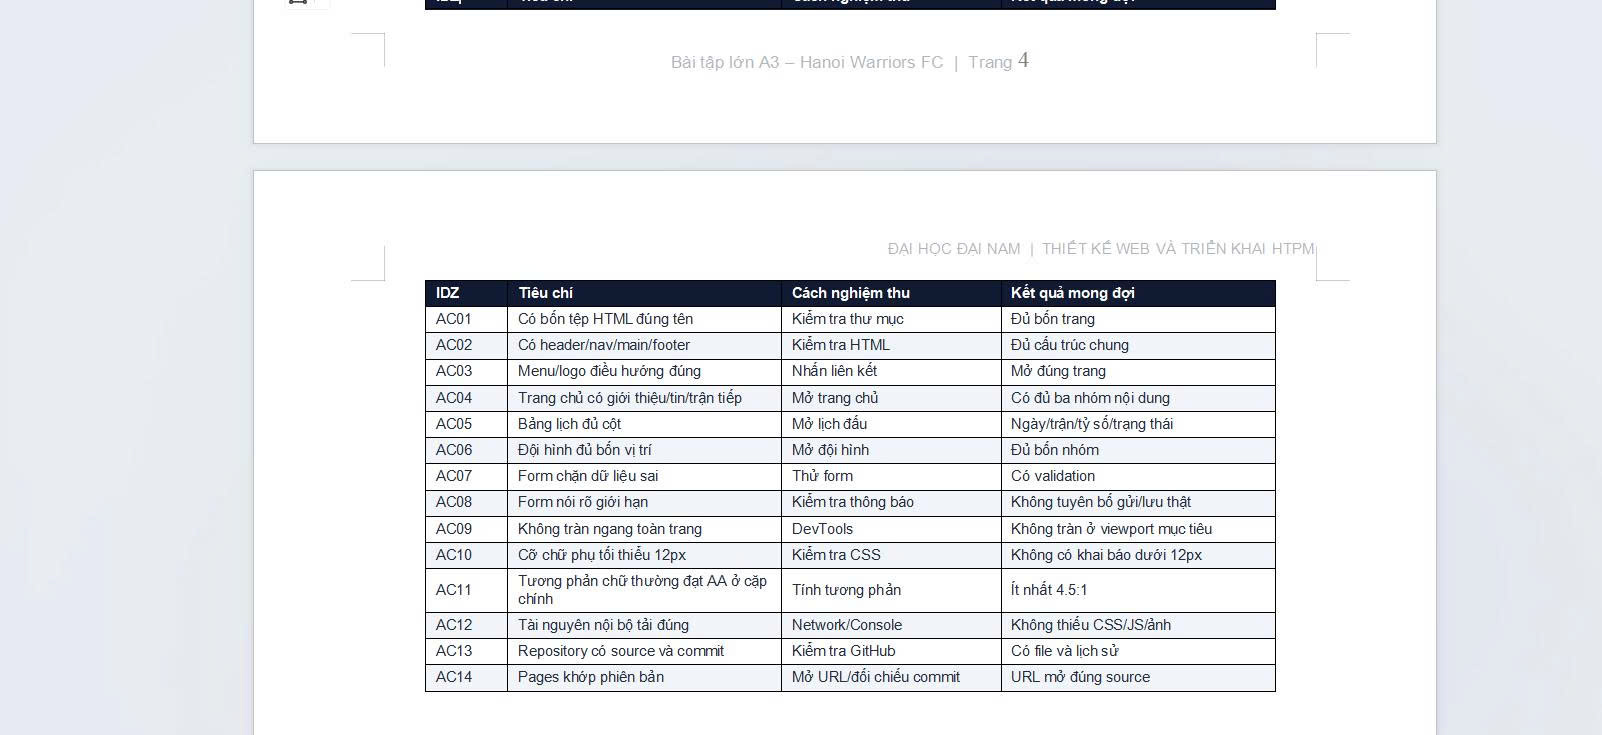 Bài tập lớn A3 – Hanoi Warriors FC | Trang 4
ĐẠI HỌC ĐẠI NAM | THIẾT KẾ WEB VÀ TRIỂN KHAI HTPM
IDZ Tiêu chí Cách nghiệm thu Kết quả mong đợi
AC01 Có bốn tệp HTML đúng tên Kiểm tra thư mục Đủ bốn trang
AC02 Có header/nav/main/footer Kiểm tra HTML Đủ cấu trúc chung
AC03 Menu/logo điều hướng đúng Nhấn liên kết Mở đúng trang
AC04 Trang chủ có giới thiệu/tin/trận tiếp Mở trang chủ Có đủ ba nhóm nội dung
AC05 Bảng lịch đủ cột Mở lịch đấu Ngày/trận/tỷ số/trạng thái
AC06 Đội hình đủ bốn vị trí Mở đội hình Đủ bốn nhóm
AC07 Form chặn dữ liệu sai Thử form Có validation
AC08 Form nói rõ giới hạn Kiểm tra thông báo Không tuyên bố gửi/lưu thật
AC09 Không tràn ngang toàn trang DevTools Không tràn ở viewport mục tiêu
AC10 Cỡ chữ phụ tối thiểu 12px Kiểm tra CSS Không có khai báo dưới 12px
AC11 Tương phản chữ thường đạt AA ở cặp
chính Tính tương phản Ít nhất 4.5:1
AC12 Tài nguyên nội bộ tải đúng Network/Console Không thiếu CSS/JS/ảnh
AC13 Repository có source và commit Kiểm tra GitHub Có file và lịch sử
AC14 Pages khớp phiên bản Mở URL/đối chiếu commit URL mở đúng source